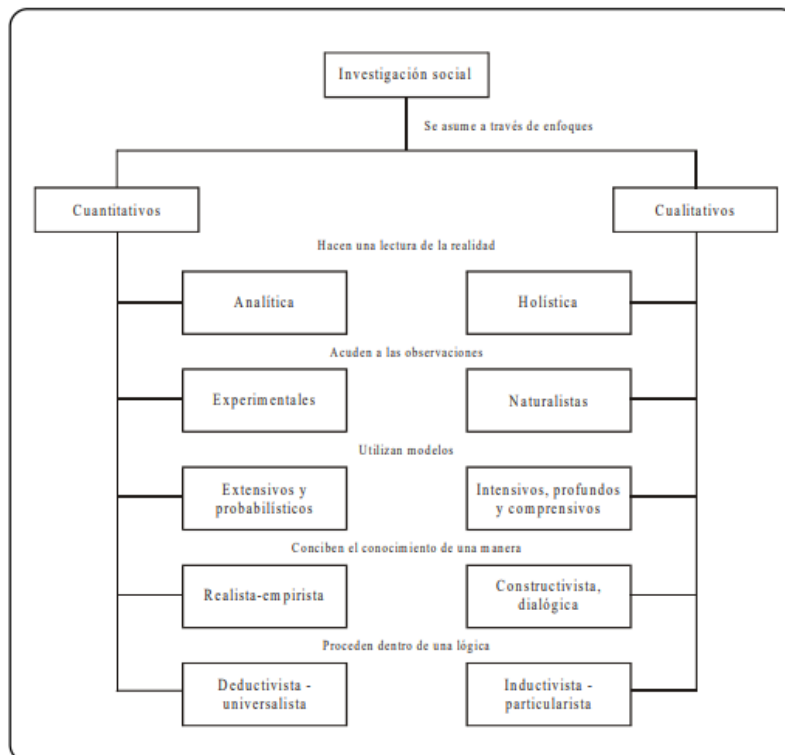 Investigación social
Se asume a través de enfoques
Cuantitativos
Cualitativos
Hacen una lectura de la realidad
Analítica
Holística
Acuden a las observaciones
Experimentales
Naturalistas
Utilizan modelos
Extensivos y
probabilísticos
Intensivos, profundos
y comprensivos
Conciben el conocimiento de una manera
Realista-empirista
Constructivista,
dialógica
Proceden dentro de una lógica
Deductivista -
universalista
Inductivista -
particularista